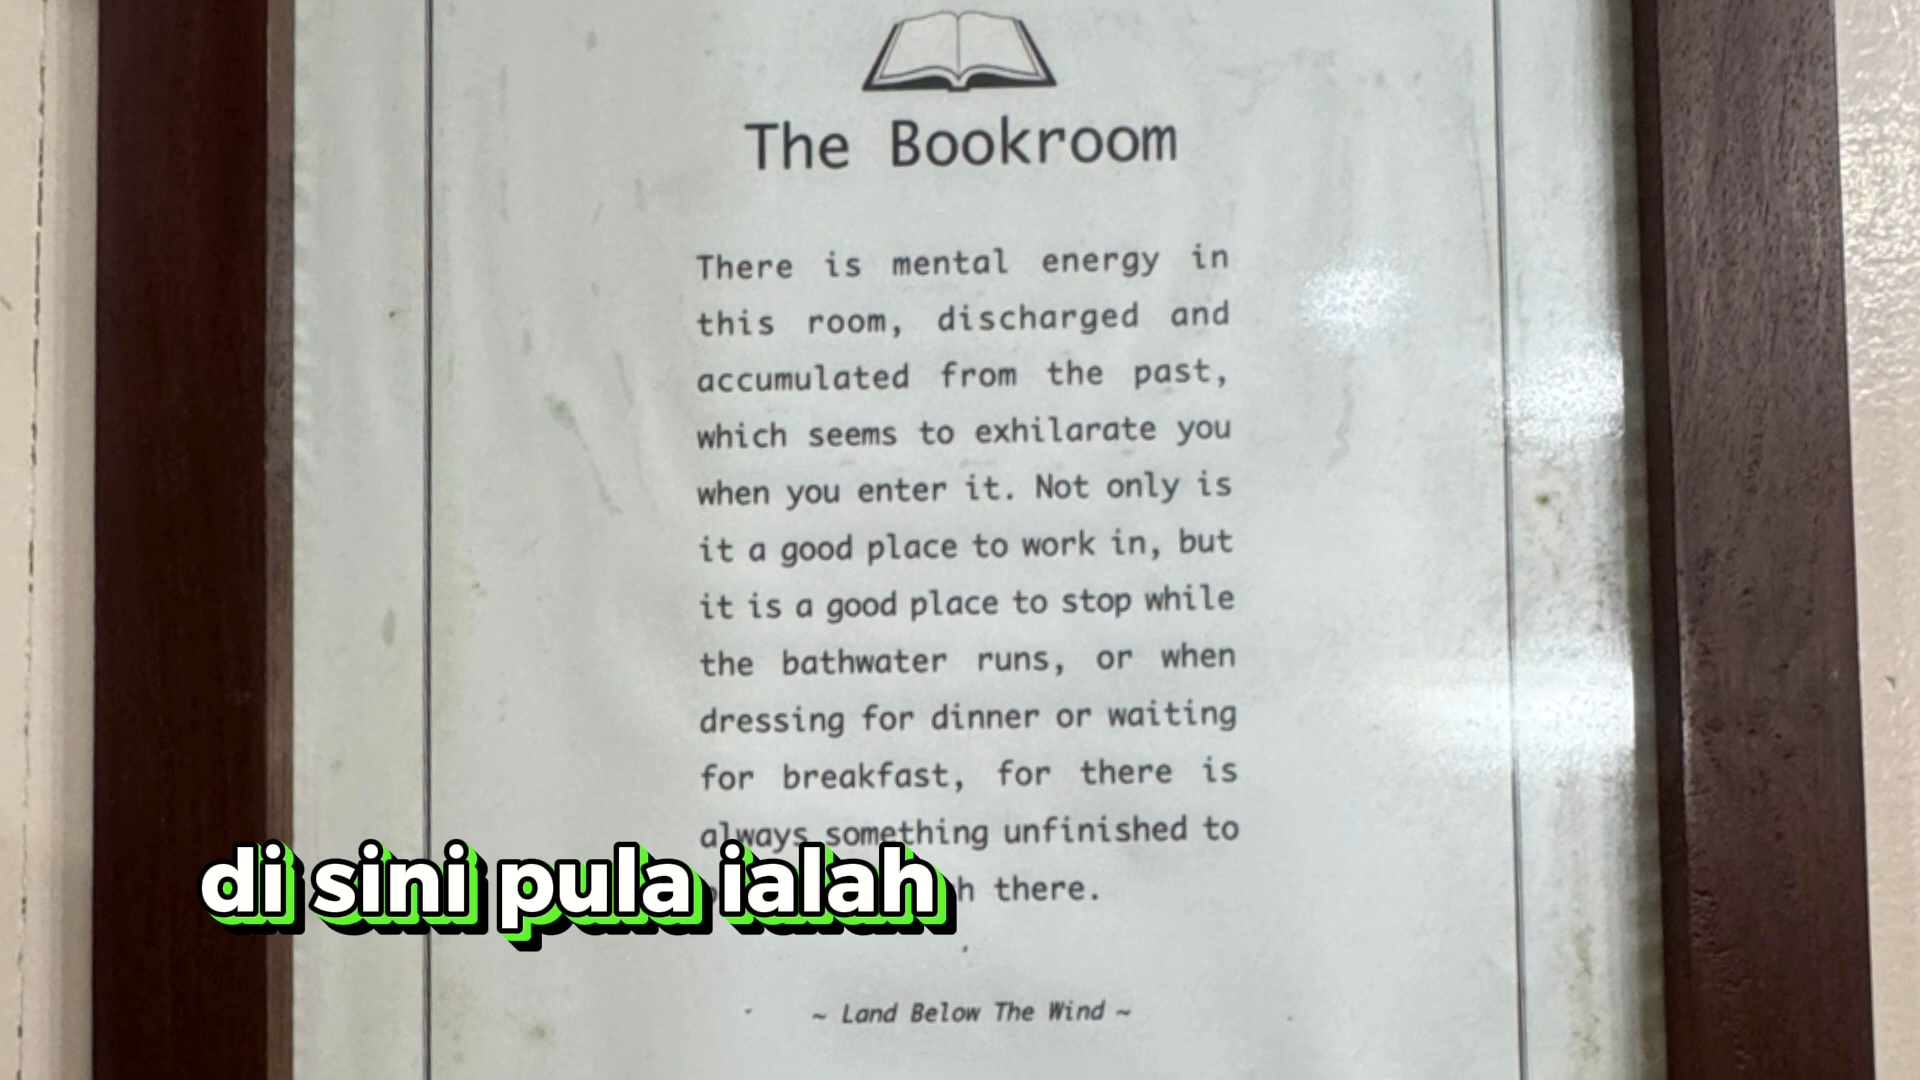 The Bookroom
There is mental energy in
this room, discharged and
accumulated from the past,
which seems to exhilarate you
when you enter it. Not only is
it a good place to work in, but
it is a good place to stop while
the bathwater runs, or when
dressing for dinner or waiting
for breakfast, for there is
always something unfinished to
there.
di sini pula ialah
~ Land Below The Wind ~